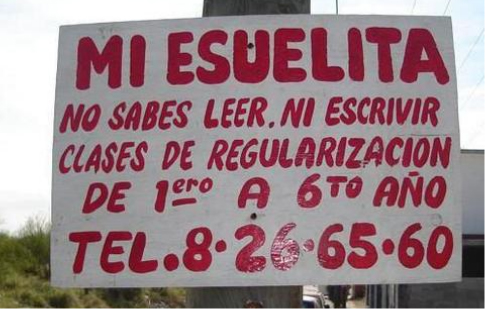 MI ESUELITA
NO SABES LEER. NI ESCRIVIR
CLASES DE REGULARIZACION
DE 1ero A 6TO AÑO
TEL. 8·26·65·60